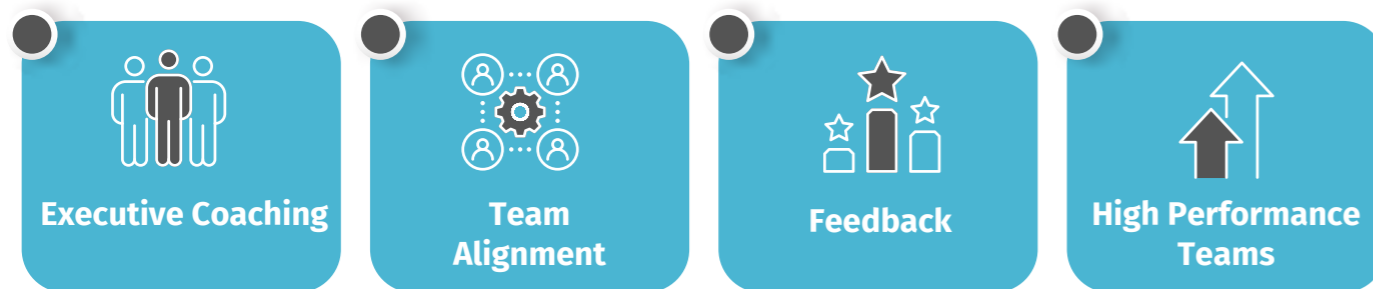 Executive Coaching
Team
Alignment
Feedback
High Performance
Teams